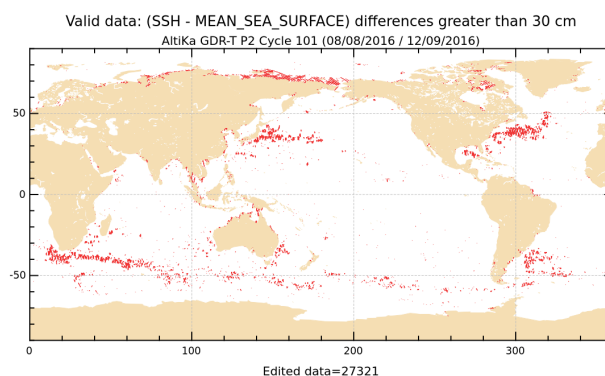 Valid data: (SSH - MEAN_SEA_SURFACE) differences greater than 30 cm
AltiKa GDR-T P2 Cycle 101 (08/08/2016 / 12/09/2016)
50
0
-50
0 100 200 300
Edited data=27321